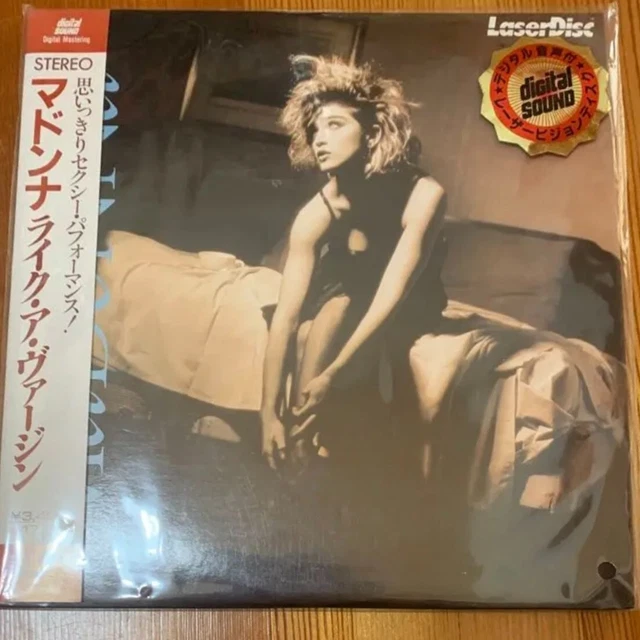 digital
SOUND
Digital Mastering
STEREO
思いっきりセクシー・パフォーマンス!
マドンナ ライク・ア・ヴァージン
LaserDisc
デジタル音声付
digital
SOUND
レーザービジョンディスク